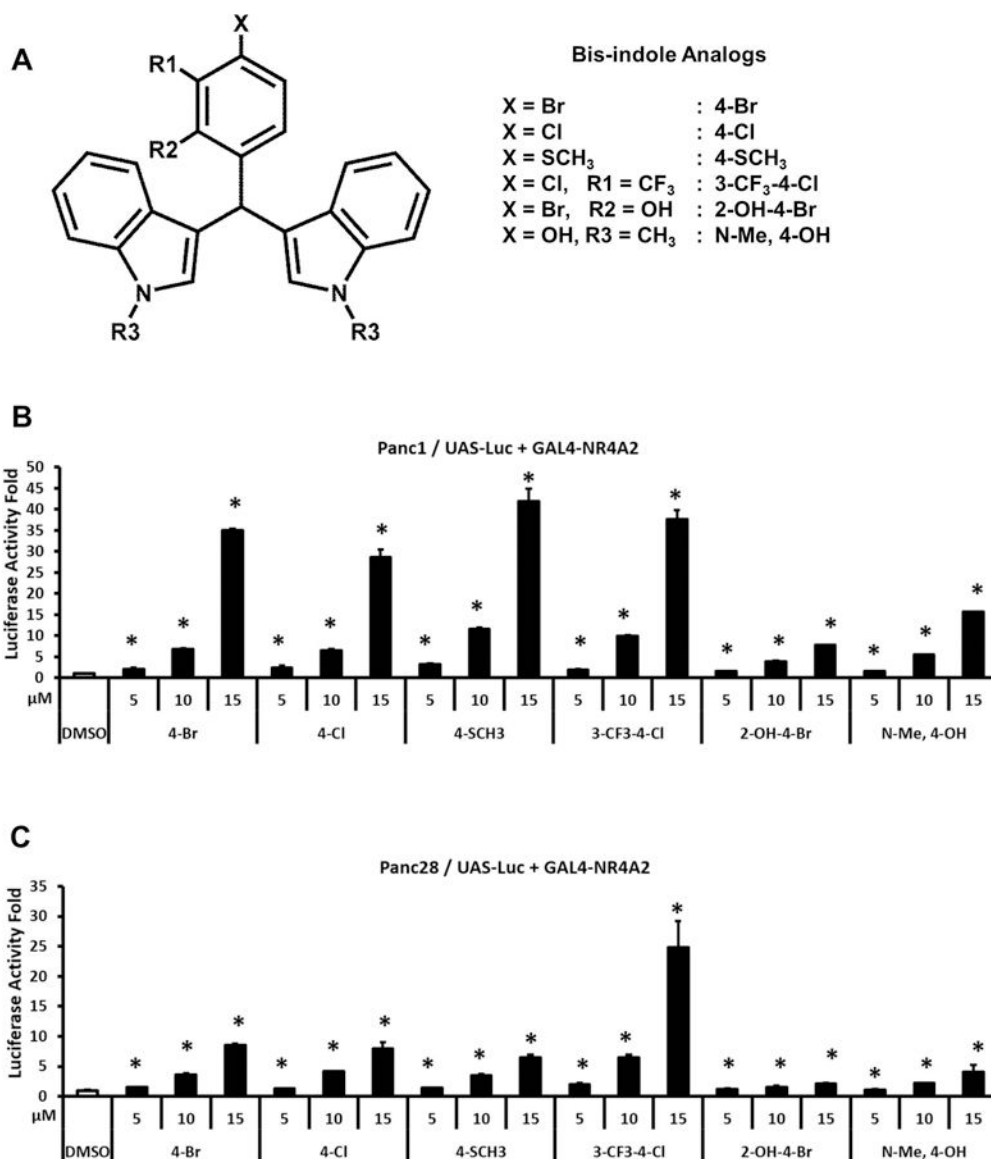 A
X
R1
R2
N
N
R3
R3
Bis-indole Analogs
X = Br : 4-Br
X = Cl : 4-Cl
X = SCH₃ : 4-SCH₃
X = Cl, R1 = CF₃ : 3-CF₃-4-Cl
X = Br, R2 = OH : 2-OH-4-Br
X = OH, R3 = CH₃ : N-Me, 4-OH
B
Panc1 / UAS-Luc + GAL4-NR4A2
Luciferase Activity Fold
50
45
40
35
30
25
20
15
10
5
0
* * * * * * * * * * * * * * * * * *
µM 5 10 15 5 10 15 5 10 15 5 10 15 5 10 15 5 10 15
DMSO 4-Br 4-Cl 4-SCH3 3-CF3-4-Cl 2-OH-4-Br N-Me, 4-OH
C
Panc28 / UAS-Luc + GAL4-NR4A2
Luciferase Activity Fold
35
30
25
20
15
10
5
0
* * * * * * * * * * * * * * * * * *
µM 5 10 15 5 10 15 5 10 15 5 10 15 5 10 15 5 10 15
DMSO 4-Br 4-Cl 4-SCH3 3-CF3-4-Cl 2-OH-4-Br N-Me, 4-OH